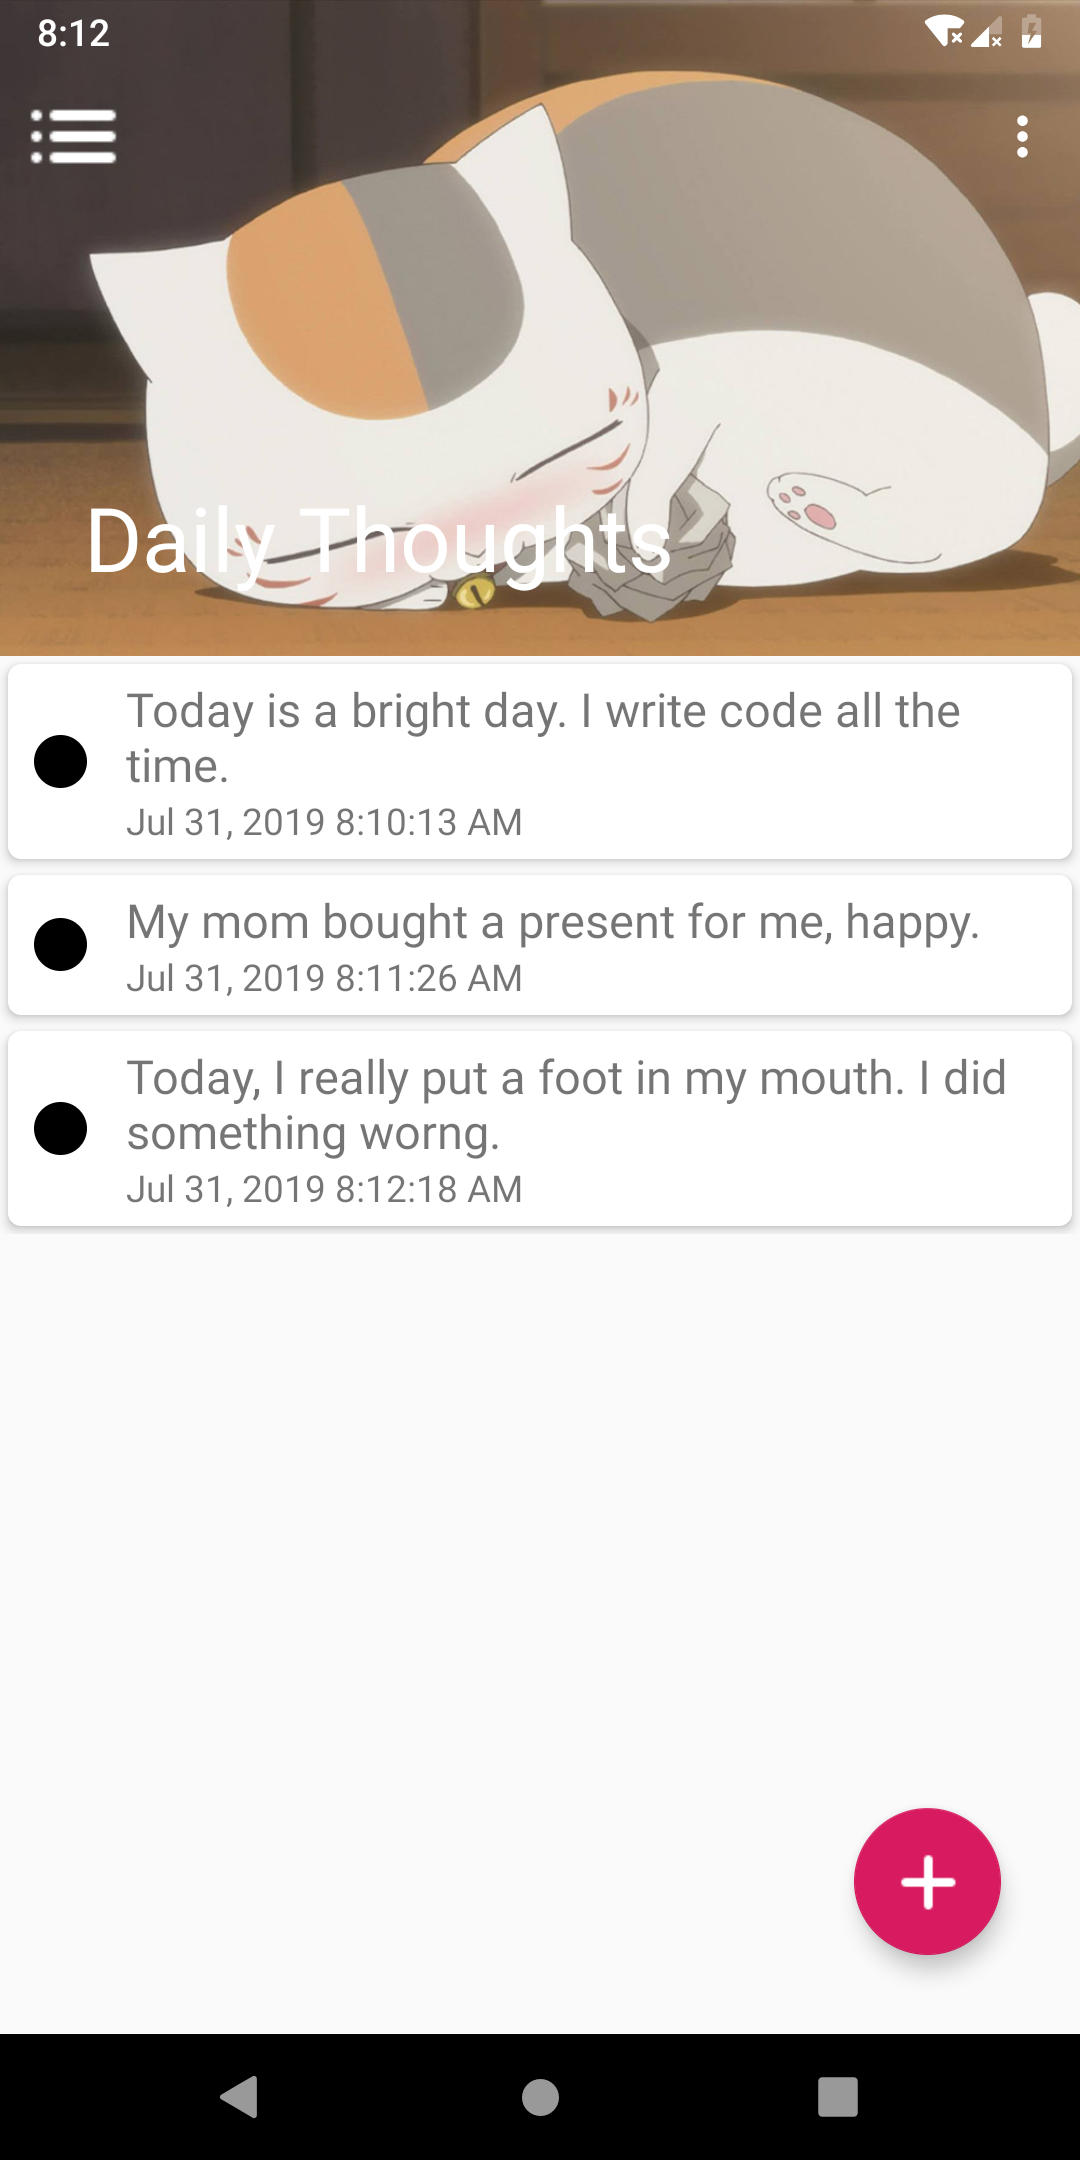 8:12
Daily Thoughts
Today is a bright day. I write code all the
time.
Jul 31, 2019 8:10:13 AM
My mom bought a present for me, happy.
Jul 31, 2019 8:11:26 AM
Today, I really put a foot in my mouth. I did
something worng.
Jul 31, 2019 8:12:18 AM